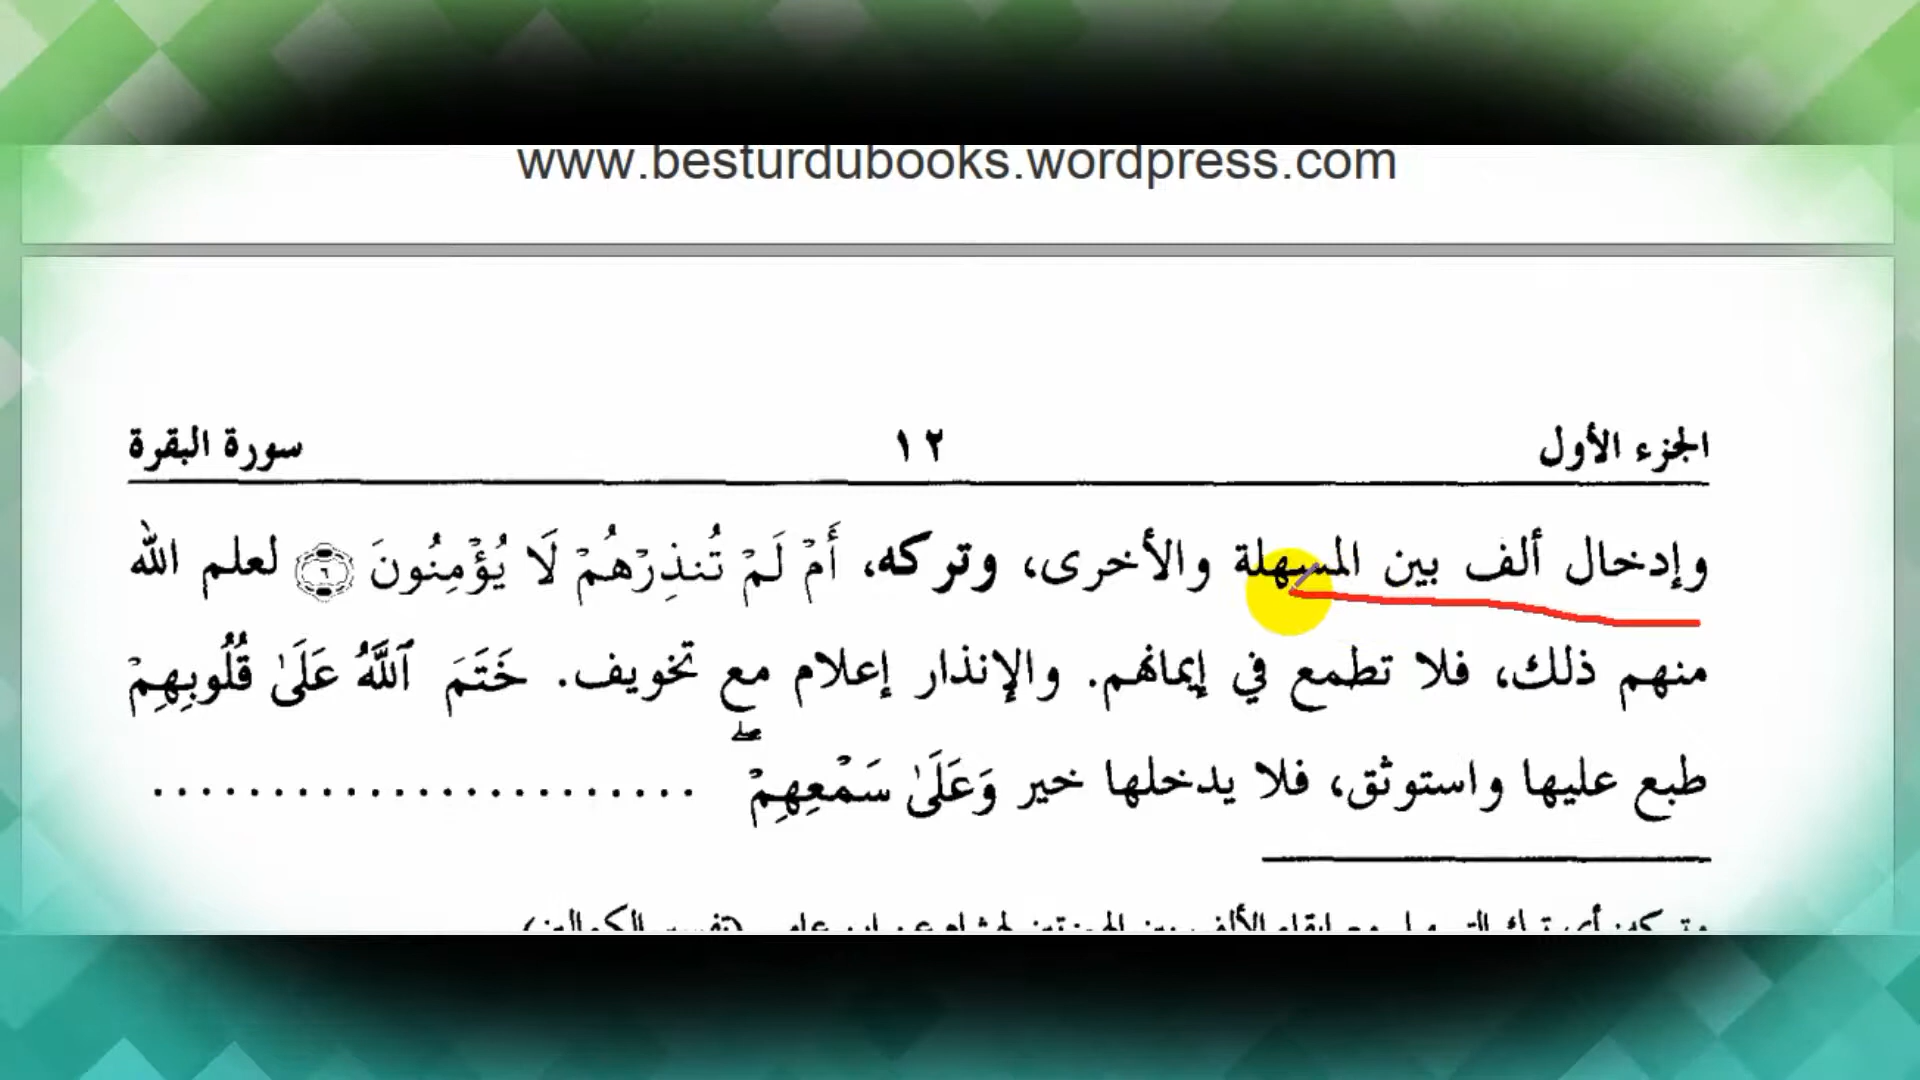 www.besturdubooks.wordpress.com
الجزء الأول ١٢ سورة البقرة
وإدخال ألف بين المسهلة والأخرى، وتركه، أَمْ لَمْ تُنذِرْهُمْ لَا يُؤْمِنُونَ ٦ لعلم الله
منهم ذلك، فلا تطمع في إيمانهم. والإنذار إعلام مع تخويف. خَتَمَ ٱللَّهُ عَلَىٰ قُلُوبِهِمْ
طبع عليها واستوثق، فلا يدخلها خير وَعَلَىٰ سَمْعِهِمْ ۖ ........................